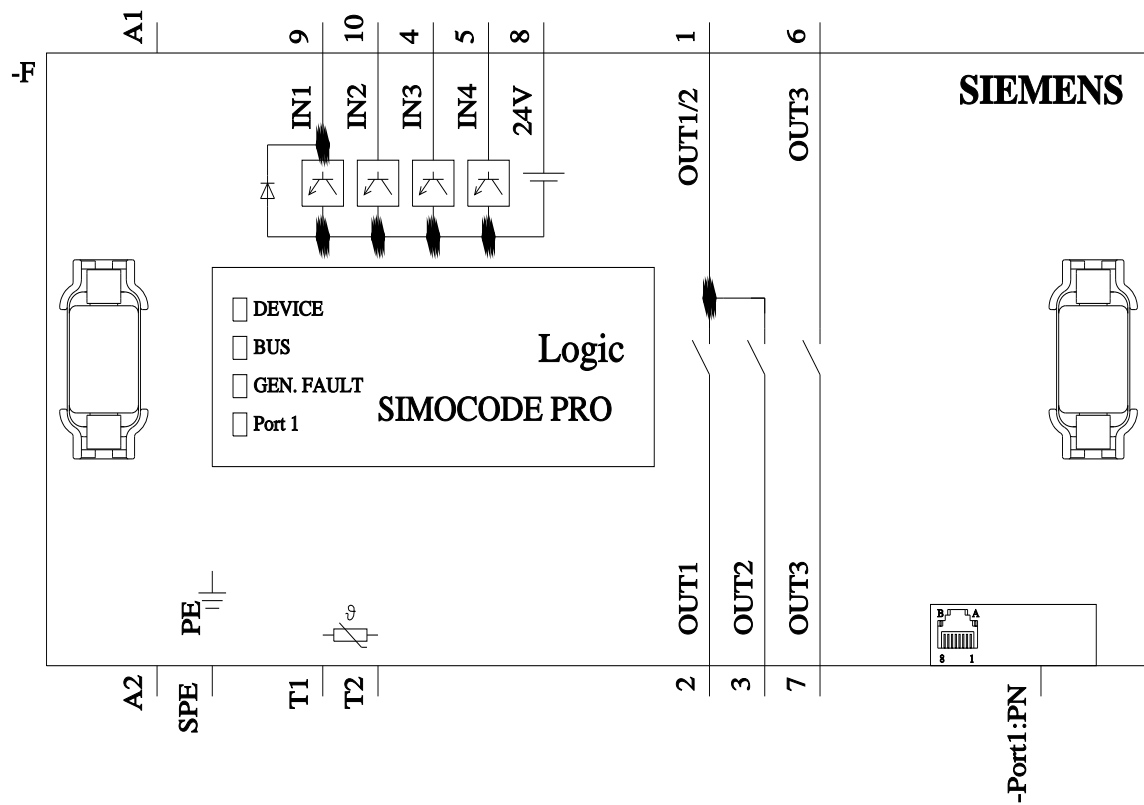 A1
9
10
4
5
8
1
6
-F
SIEMENS
IN1
IN2
IN3
IN4
24V
OUT1/2
OUT3
DEVICE
BUS
GEN. FAULT
Port 1
Logic
SIMOCODE PRO
PE
ϑ
OUT1
OUT2
OUT3
B A
8 1
A2
SPE
T1
T2
2
3
7
-Port1:PN